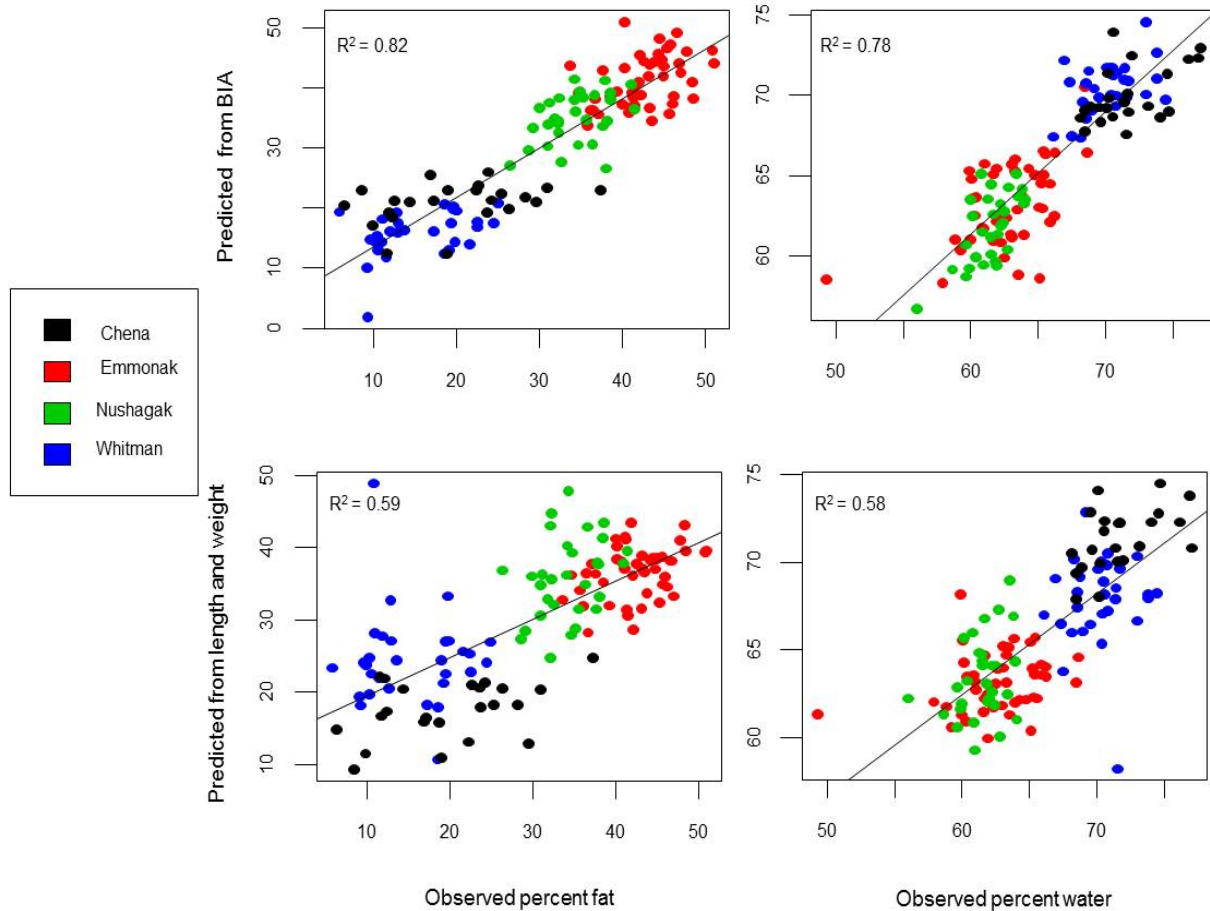 Predicted from BIA
50
30
10
0
R² = 0.82
10 20 30 40 50
75
70
65
60
R² = 0.78
50 60 70
Chena
Emmonak
Nushagak
Whitman
Predicted from length and weight
50
40
30
20
10
R² = 0.59
10 20 30 40 50
Observed percent fat
75
70
65
60
R² = 0.58
50 60 70
Observed percent water